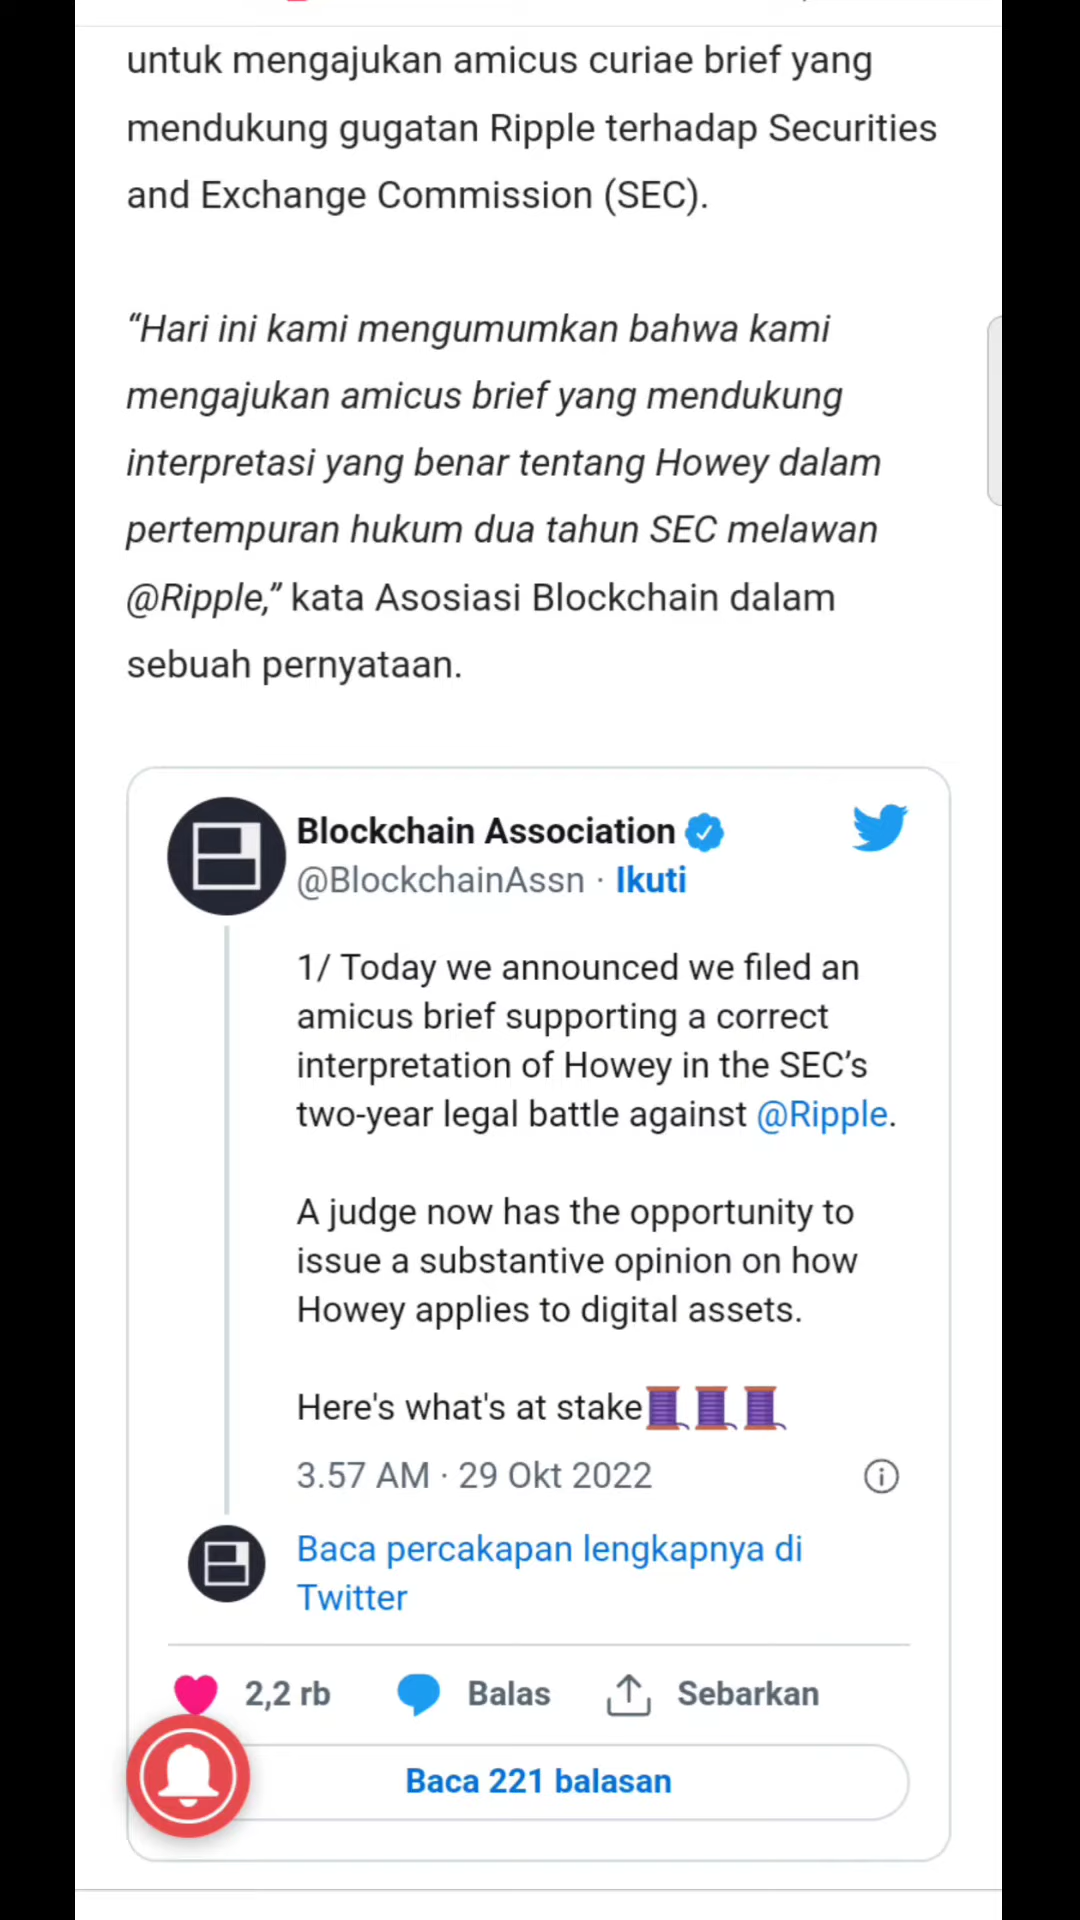 untuk mengajukan amicus curiae brief yang
mendukung gugatan Ripple terhadap Securities
and Exchange Commission (SEC).
“Hari ini kami mengumumkan bahwa kami
mengajukan amicus brief yang mendukung
interpretasi yang benar tentang Howey dalam
pertempuran hukum dua tahun SEC melawan
@Ripple,” kata Asosiasi Blockchain dalam
sebuah pernyataan.
Blockchain Association
@BlockchainAssn · Ikuti
1/ Today we announced we filed an
amicus brief supporting a correct
interpretation of Howey in the SEC’s
two-year legal battle against @Ripple.
A judge now has the opportunity to
issue a substantive opinion on how
Howey applies to digital assets.
Here's what's at stake🧵🧵🧵
3.57 AM · 29 Okt 2022
Baca percakapan lengkapnya di
Twitter
2,2 rb Balas Sebarkan
Baca 221 balasan